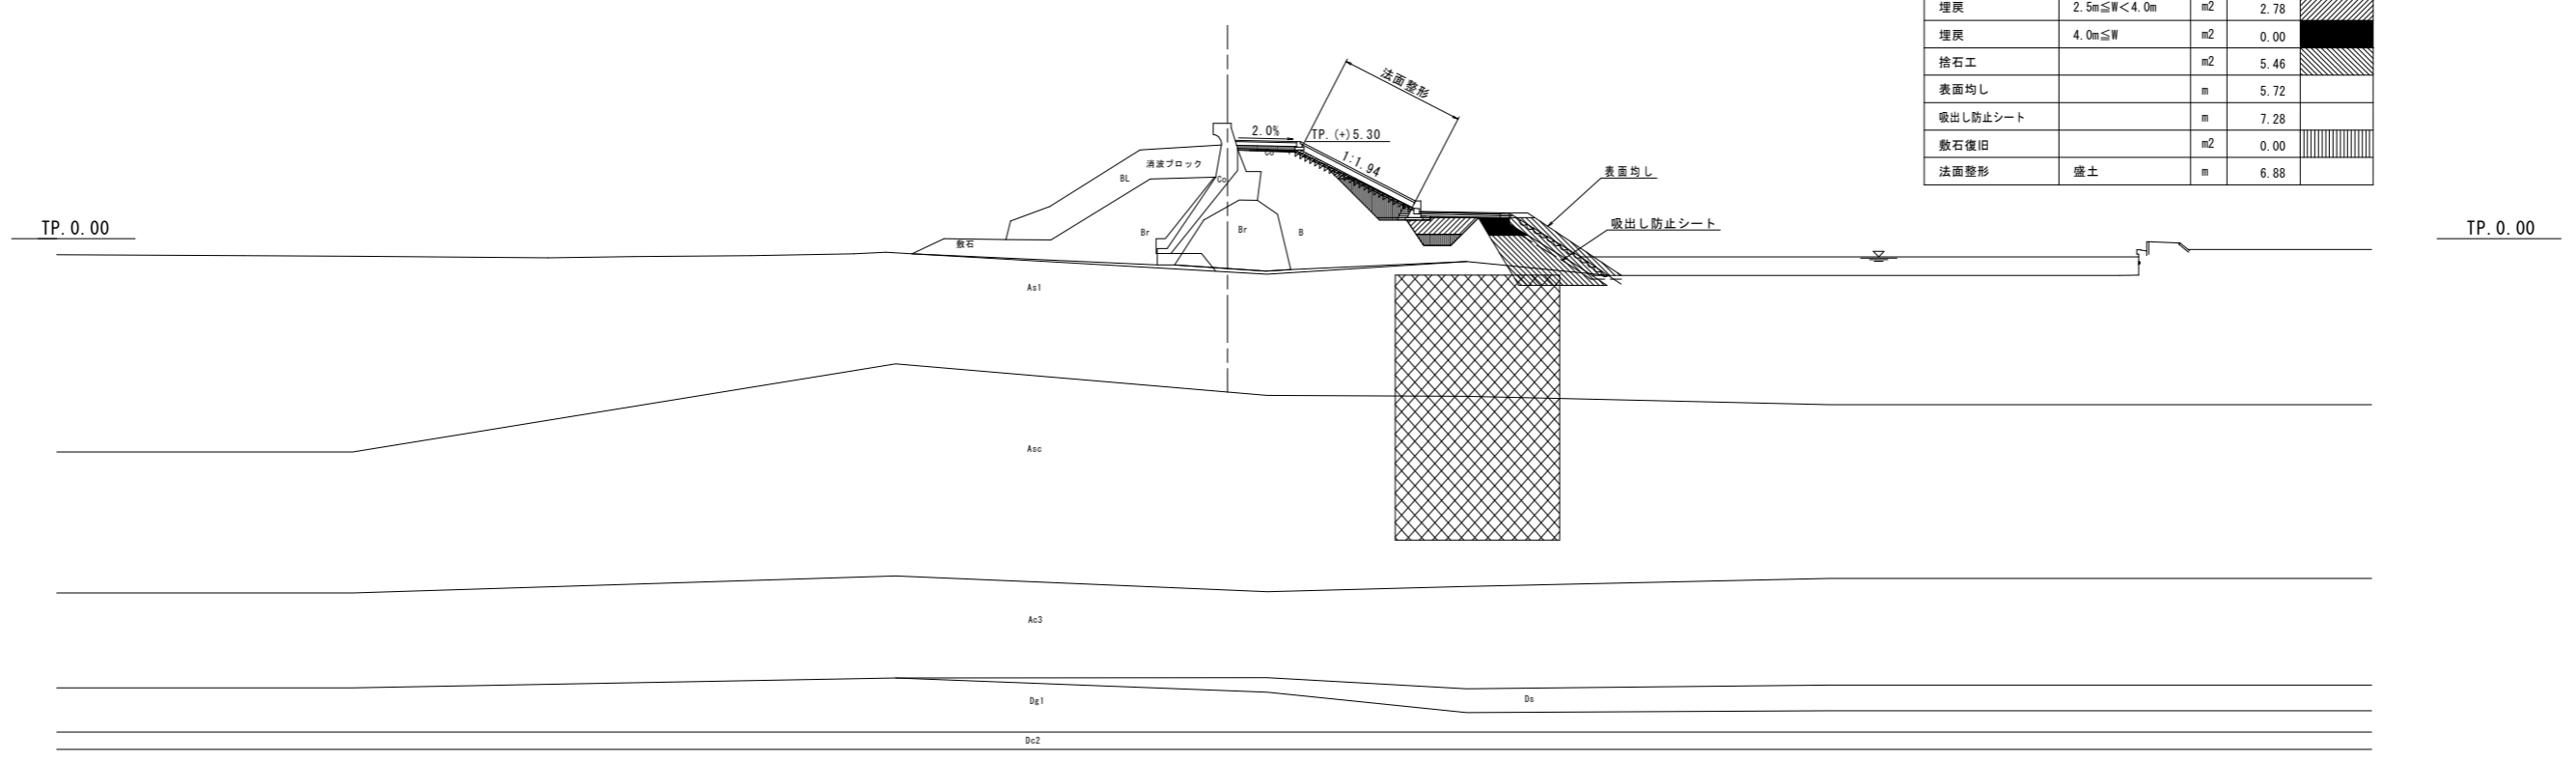 埋戻 2.5m≦W<4.0m m2 2.78
埋戻 4.0m≦W m2 0.00
捨石工 m2 5.46
表面均し m 5.72
吸出し防止シート m 7.28
敷石復旧 m2 0.00
法面整形 盛土 m 6.88
法面整形
2.0%
TP.(+)5.30
Co
1:1.94
消波ブロック
BL
Co
表面均し
吸出し防止シート
TP.0.00
TP.0.00
敷石
Br
Br
B
As1
Asc
Ac3
Dg1
Ds
Dc2